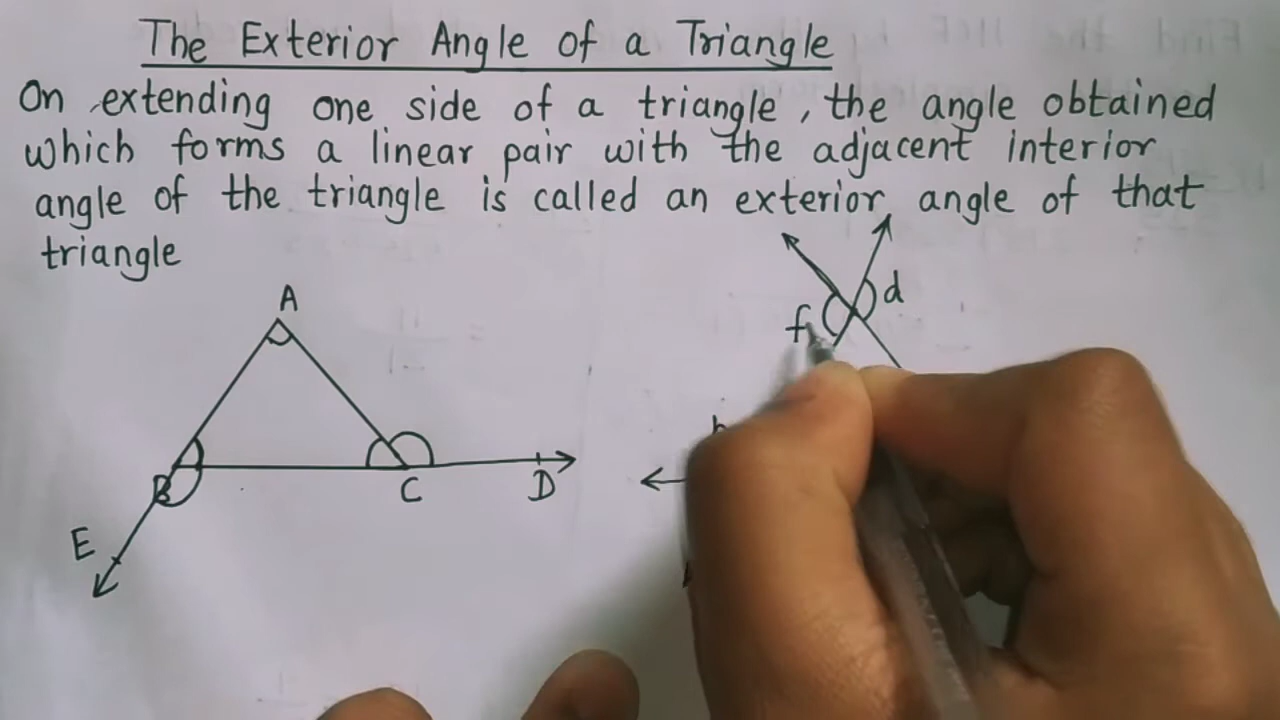 The Exterior Angle of a Triangle
On extending one side of a triangle, the angle obtained
which forms a linear pair with the adjacent interior
angle of the triangle is called an exterior angle of that
triangle
A
d
f
B
C
D
E